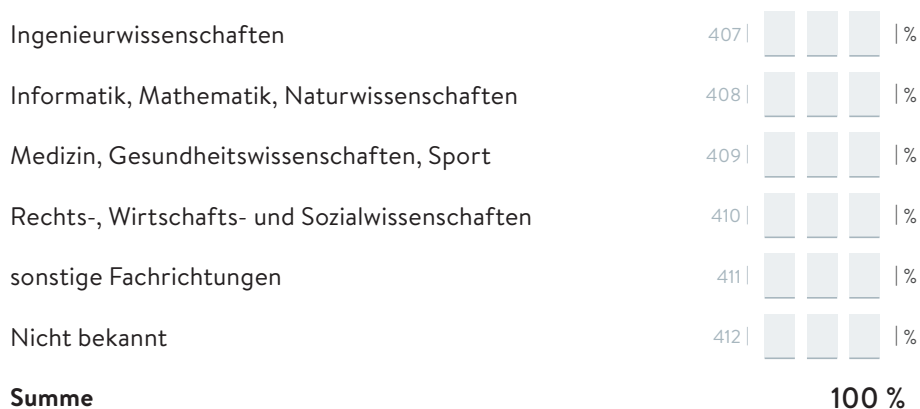 Ingenieurwissenschaften 407 | %
Informatik, Mathematik, Naturwissenschaften 408 | %
Medizin, Gesundheitswissenschaften, Sport 409 | %
Rechts-, Wirtschafts- und Sozialwissenschaften 410 | %
sonstige Fachrichtungen 411 | %
Nicht bekannt 412 | %
Summe 100 %